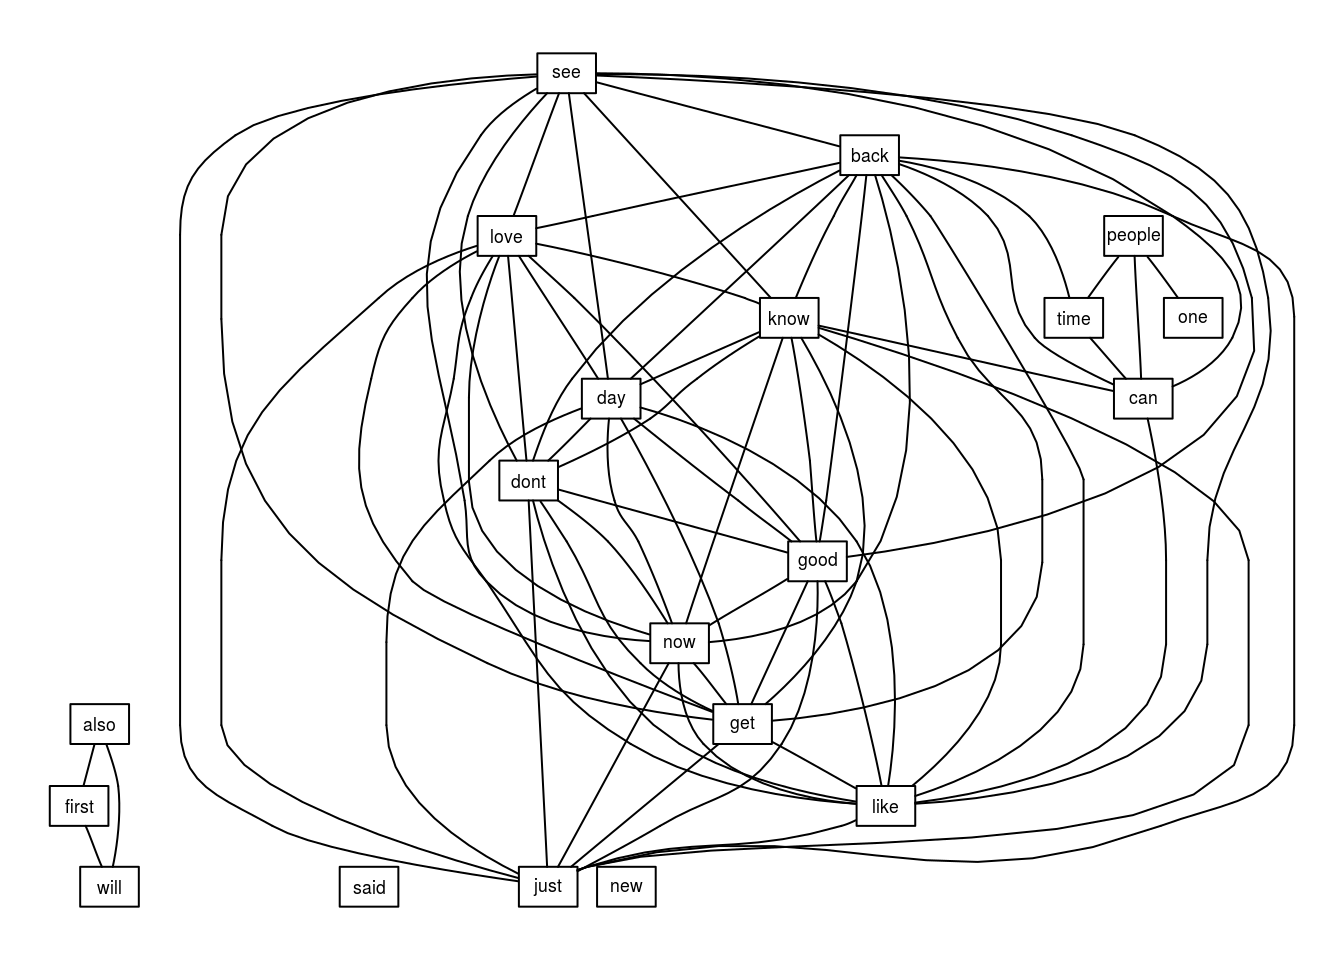 see
back
people
love
know
time
one
day
can
dont
good
now
also
get
first
like
will
said
just
new